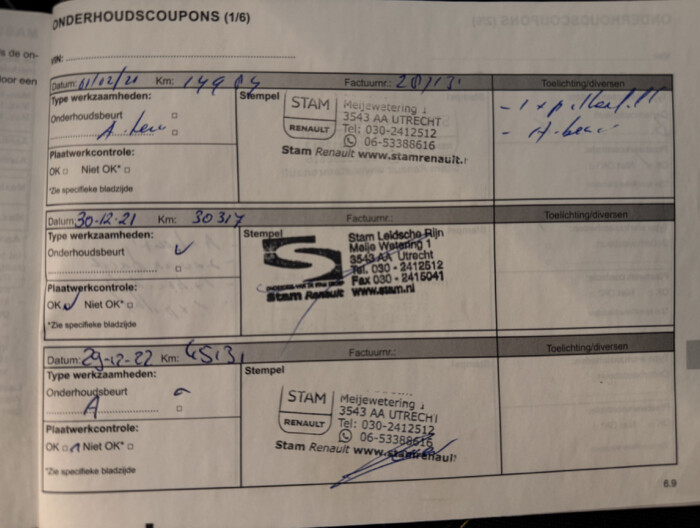 ONDERHOUDSCOUPONS (1/6)
s de on-
oor een
VIN:
Datum: Km: Factuurnr.: Toelichting/diversen
Type werkzaamheden: Stempel
Onderhoudsbeurt
STAM
RENAULT
Meijewetering 1
3543 AA UTRECHT
Tel: 030-2412512
06-53388616
Stam Renault www.stamrenault.
Plaatwerkcontrole:
OK Niet OK*
*Zie specifieke bladzijde
Datum: 30-12-21 Km: 30317 Factuurnr.: Toelichting/diversen
Type werkzaamheden: Stempel
Onderhoudsbeurt
Stam Leidsche Rijn
Meije Wetering 1
3543 AA Utrecht
Tel. 030 - 2412512
Fax 030 - 2415041
Stam Renault www.stam.nl
Plaatwerkcontrole:
OK Niet OK*
*Zie specifieke bladzijde
Datum: 29-12-22 Km: Factuurnr.: Toelichting/diversen
Type werkzaamheden: Stempel
Onderhoudsbeurt
A
STAM
RENAULT
Meijewetering 1
3543 AA UTRECHT
Tel: 030-2412512
06-53388616
Stam Renault www.stamrenault
Plaatwerkcontrole:
OK Niet OK*
*Zie specifieke bladzijde
6.9